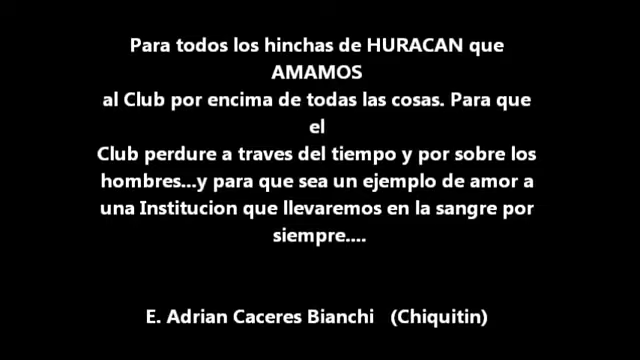 Para todos los hinchas de HURACAN que
AMAMOS
al Club por encima de todas las cosas. Para que
el
Club perdure a traves del tiempo y por sobre los
hombres...y para que sea un ejemplo de amor a
una Institucion que llevaremos en la sangre por
siempre....
E. Adrian Caceres Bianchi (Chiquitin)